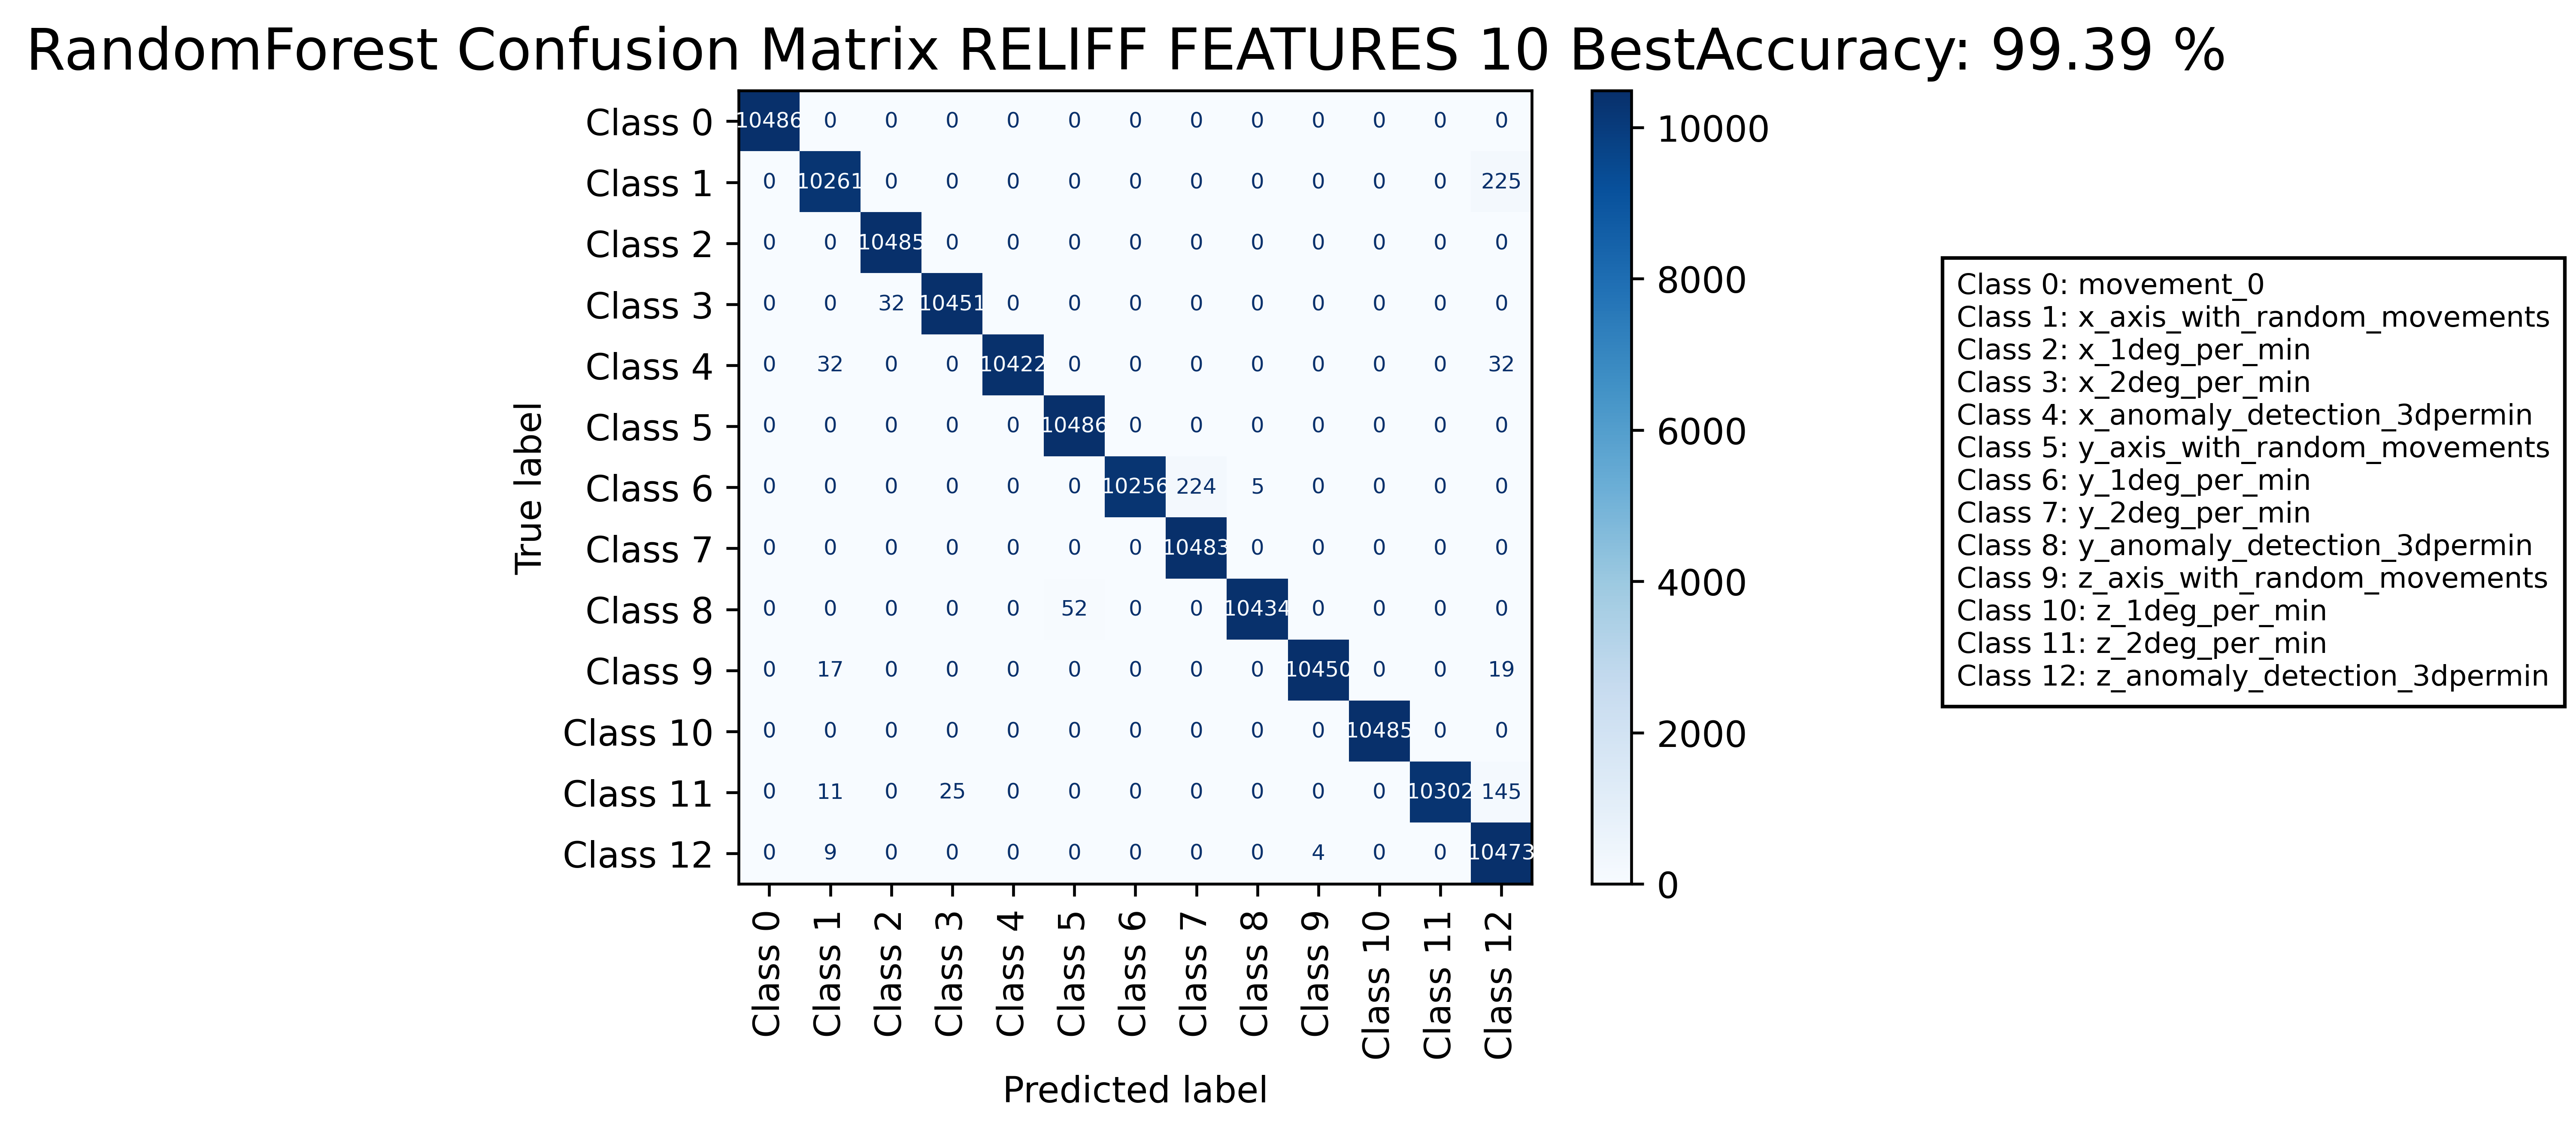 RandomForest Confusion Matrix RELIFF FEATURES 10 BestAccuracy: 99.39 %
Class 0 10486 0 0 0 0 0 0 0 0 0 0 0 0
Class 1 0 10261 0 0 0 0 0 0 0 0 0 0 225
Class 2 0 0 10485 0 0 0 0 0 0 0 0 0 0
Class 3 0 0 32 10451 0 0 0 0 0 0 0 0 0
Class 4 0 32 0 0 10422 0 0 0 0 0 0 0 32
Class 5 0 0 0 0 0 10486 0 0 0 0 0 0 0
Class 6 0 0 0 0 0 0 10256 224 5 0 0 0 0
Class 7 0 0 0 0 0 0 0 10483 0 0 0 0 0
Class 8 0 0 0 0 0 52 0 0 10434 0 0 0 0
Class 9 0 17 0 0 0 0 0 0 0 10450 0 0 19
Class 10 0 0 0 0 0 0 0 0 0 0 10485 0 0
Class 11 0 11 0 25 0 0 0 0 0 0 0 10302 145
Class 12 0 9 0 0 0 0 0 0 0 4 0 0 10473
True label
Class 0 Class 1 Class 2 Class 3 Class 4 Class 5 Class 6 Class 7 Class 8 Class 9 Class 10 Class 11 Class 12
Predicted label
10000
8000
6000
4000
2000
0
Class 0: movement_0
Class 1: x_axis_with_random_movements
Class 2: x_1deg_per_min
Class 3: x_2deg_per_min
Class 4: x_anomaly_detection_3dpermin
Class 5: y_axis_with_random_movements
Class 6: y_1deg_per_min
Class 7: y_2deg_per_min
Class 8: y_anomaly_detection_3dpermin
Class 9: z_axis_with_random_movements
Class 10: z_1deg_per_min
Class 11: z_2deg_per_min
Class 12: z_anomaly_detection_3dpermin